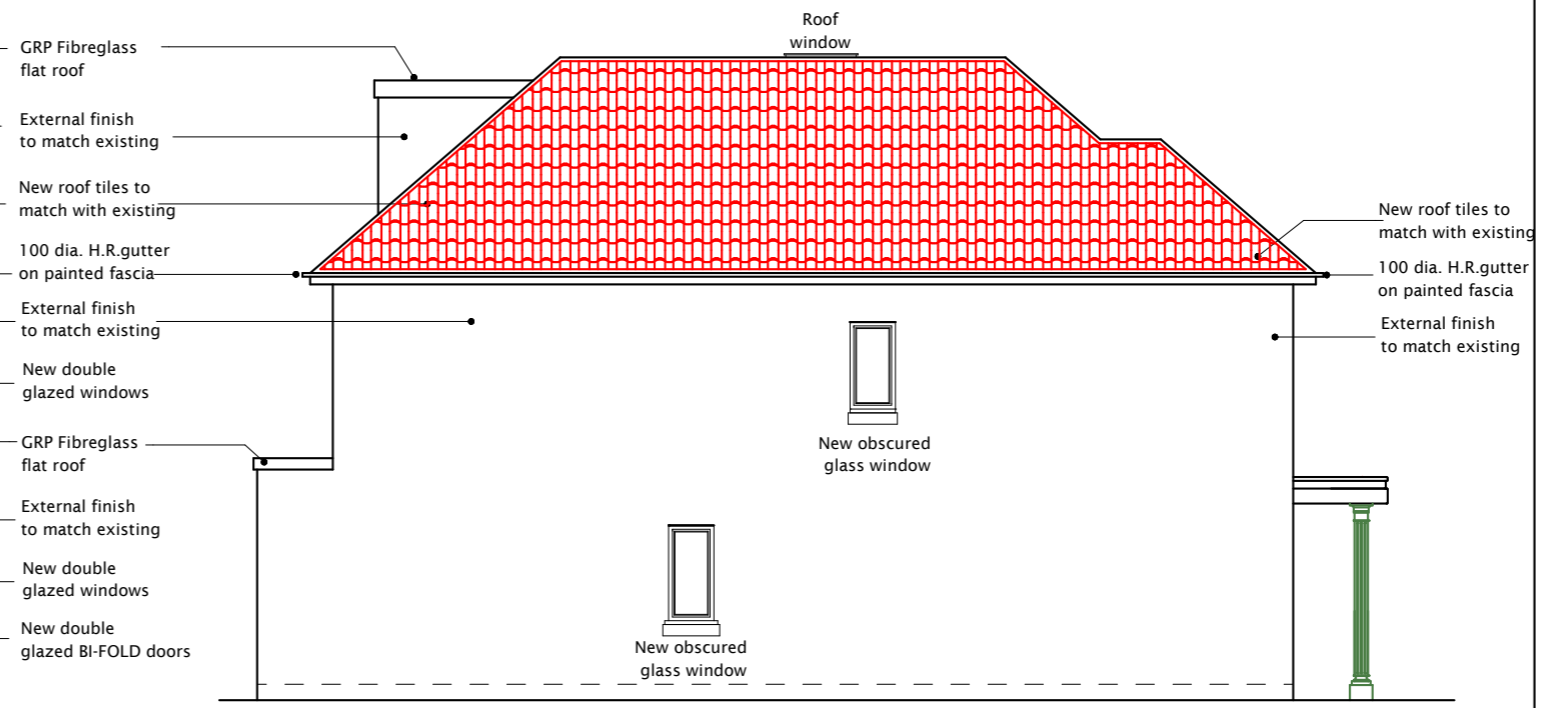 Roof
window
GRP Fibreglass
flat roof
External finish
to match existing
New roof tiles to
match with existing
100 dia. H.R.gutter
on painted fascia
External finish
to match existing
New double
glazed windows
GRP Fibreglass
flat roof
External finish
to match existing
New double
glazed windows
New double
glazed BI-FOLD doors
New obscured
glass window
New obscured
glass window
New roof tiles to
match with existing
100 dia. H.R.gutter
on painted fascia
External finish
to match existing